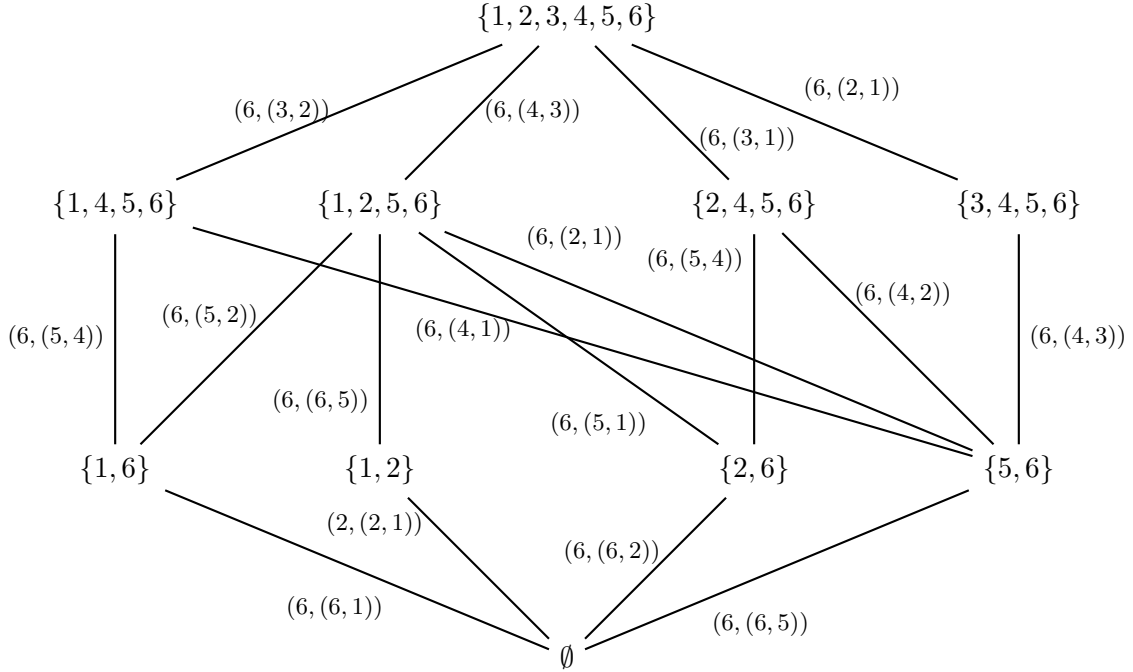 {1, 2, 3, 4, 5, 6}
(6, (3, 2))
(6, (4, 3))
(6, (3, 1))
(6, (2, 1))
{1, 4, 5, 6}
{1, 2, 5, 6}
{2, 4, 5, 6}
{3, 4, 5, 6}
(6, (5, 4))
(6, (5, 2))
(6, (6, 5))
(6, (4, 1))
(6, (2, 1))
(6, (5, 1))
(6, (5, 4))
(6, (4, 2))
(6, (4, 3))
{1, 6}
{1, 2}
{2, 6}
{5, 6}
(6, (6, 1))
(2, (2, 1))
(6, (6, 2))
(6, (6, 5))
∅